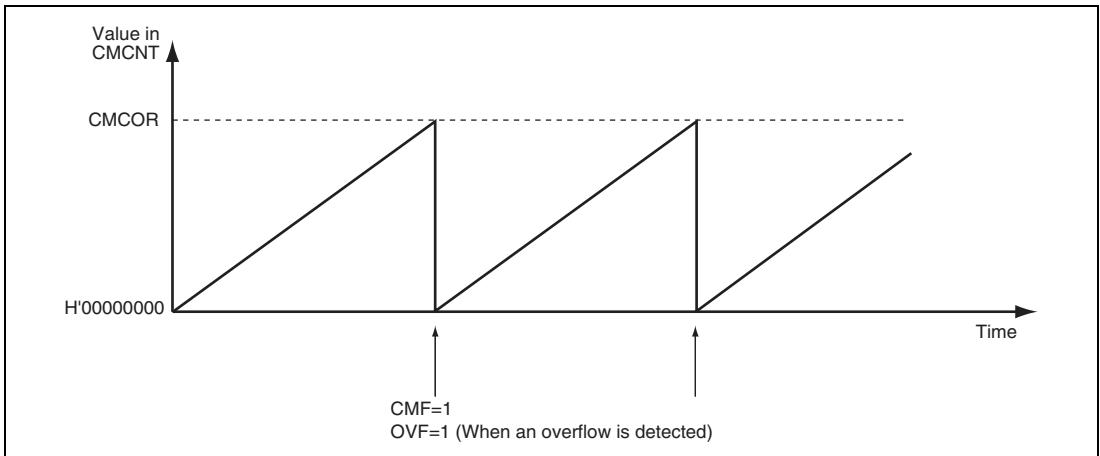 Value in
CMCNT
CMCOR
H'00000000
Time
CMF=1
OVF=1 (When an overflow is detected)